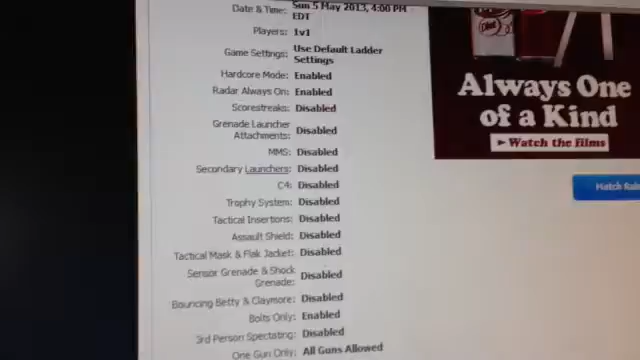 Date & Time: Sun 5 May 2013, 4:00 PM
EDT
Players: 1v1
Game Settings: Use Default Ladder
Settings
Hardcore Mode: Enabled
Radar Always On: Enabled
Scorestreaks: Disabled
Grenade Launcher
Attachments: Disabled
MMS: Disabled
Secondary Launchers: Disabled
C4: Disabled
Trophy System: Disabled
Tactical Insertions: Disabled
Assault Shield: Disabled
Tactical Mask & Flak Jacket: Disabled
Sensor Grenade & Shock
Grenade: Disabled
Bouncing Betty & Claymore: Disabled
Bolts Only: Enabled
3rd Person Spectating: Disabled
One Gun Only: All Guns Allowed
Diet
Always One
of a Kind
Watch the films
Match